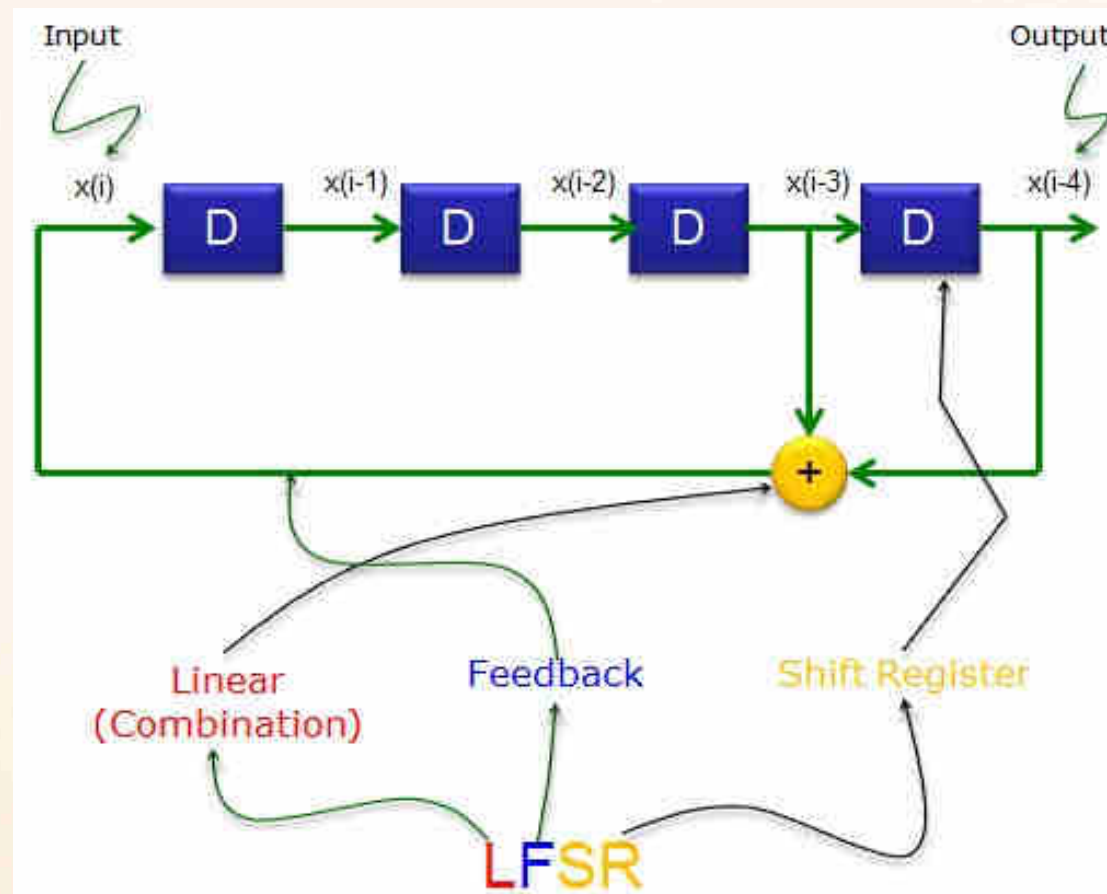 Input
Output
x(i)
x(i-1)
x(i-2)
x(i-3)
x(i-4)
D
D
D
D
+
Linear
(Combination)
Feedback
Shift Register
LFSR